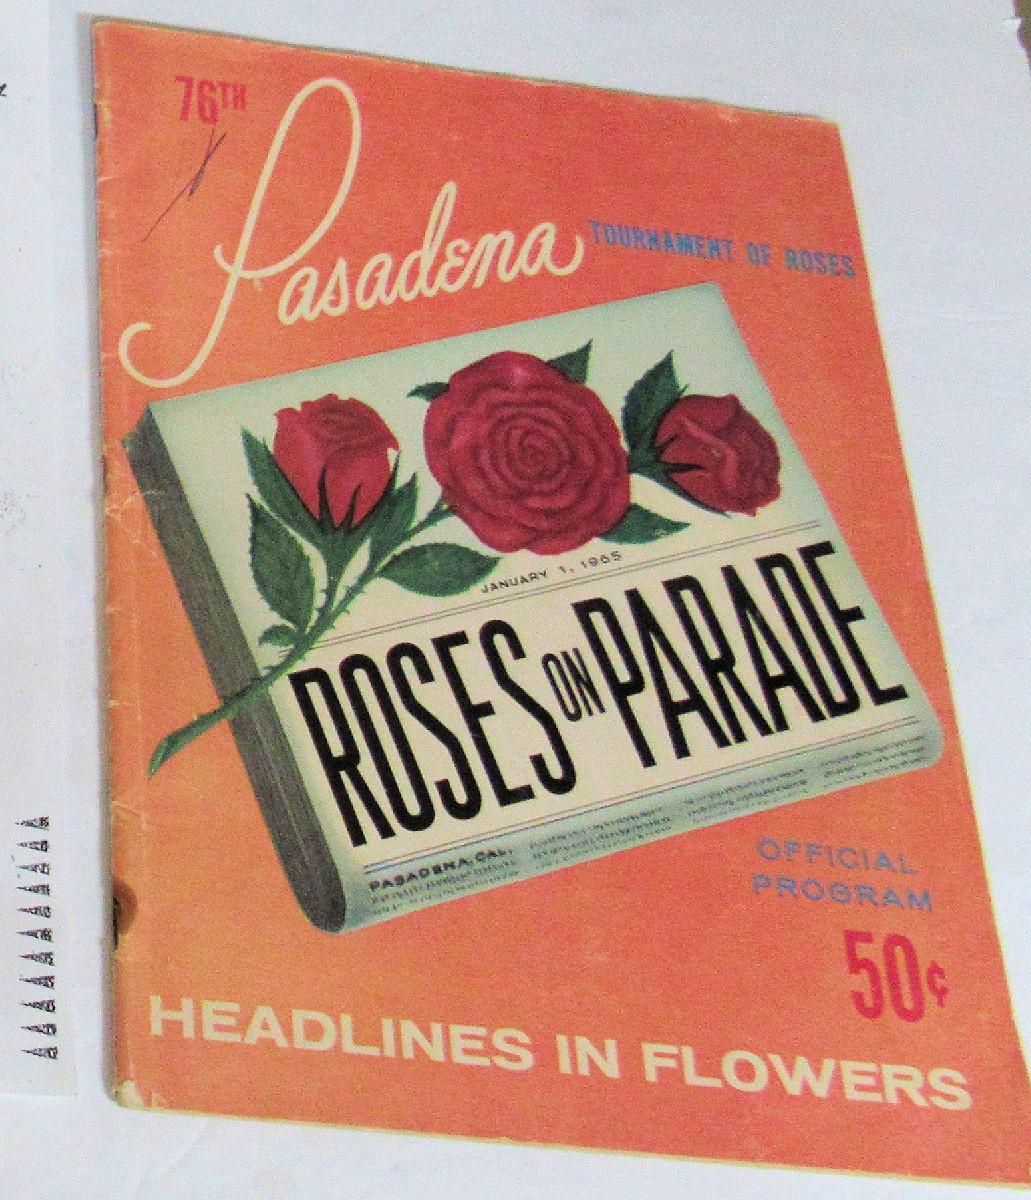 76TH
Pasadena
TOURNAMENT OF ROSES
JANUARY 1, 1965
ROSES ON PARADE
PASADENA, CAL.
OFFICIAL
PROGRAM
50¢
HEADLINES IN FLOWERS